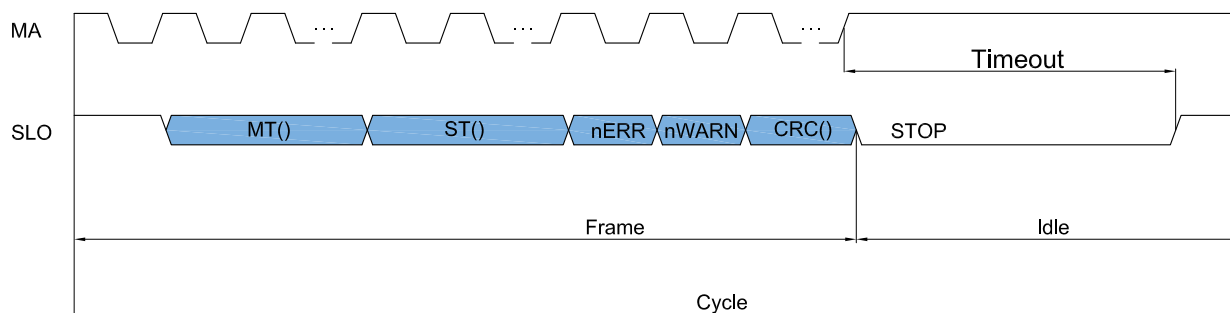 MA
... ... ...
Timeout
SLO MT() ST() nERR nWARN CRC() STOP
Frame Idle
Cycle